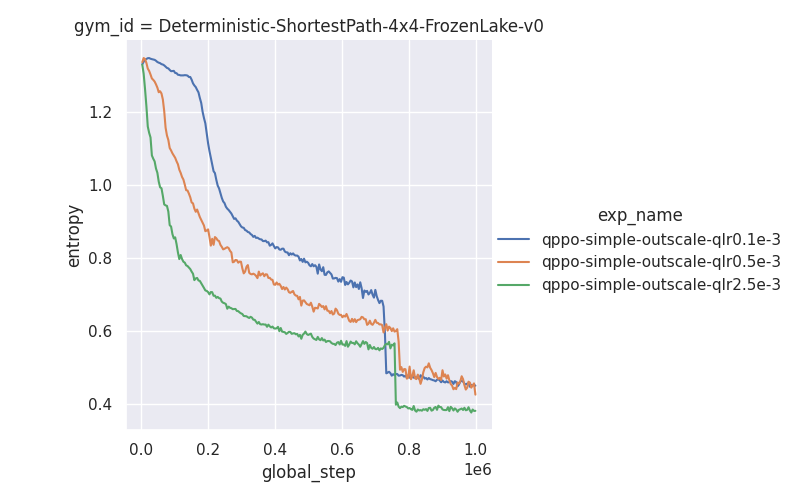 gym_id = Deterministic-ShortestPath-4x4-FrozenLake-v0
1.2
1.0
0.8
0.6
0.4
entropy
0.0 0.2 0.4 0.6 0.8 1.0
1e6
global_step
exp_name
qppo-simple-outscale-qlr0.1e-3
qppo-simple-outscale-qlr0.5e-3
qppo-simple-outscale-qlr2.5e-3